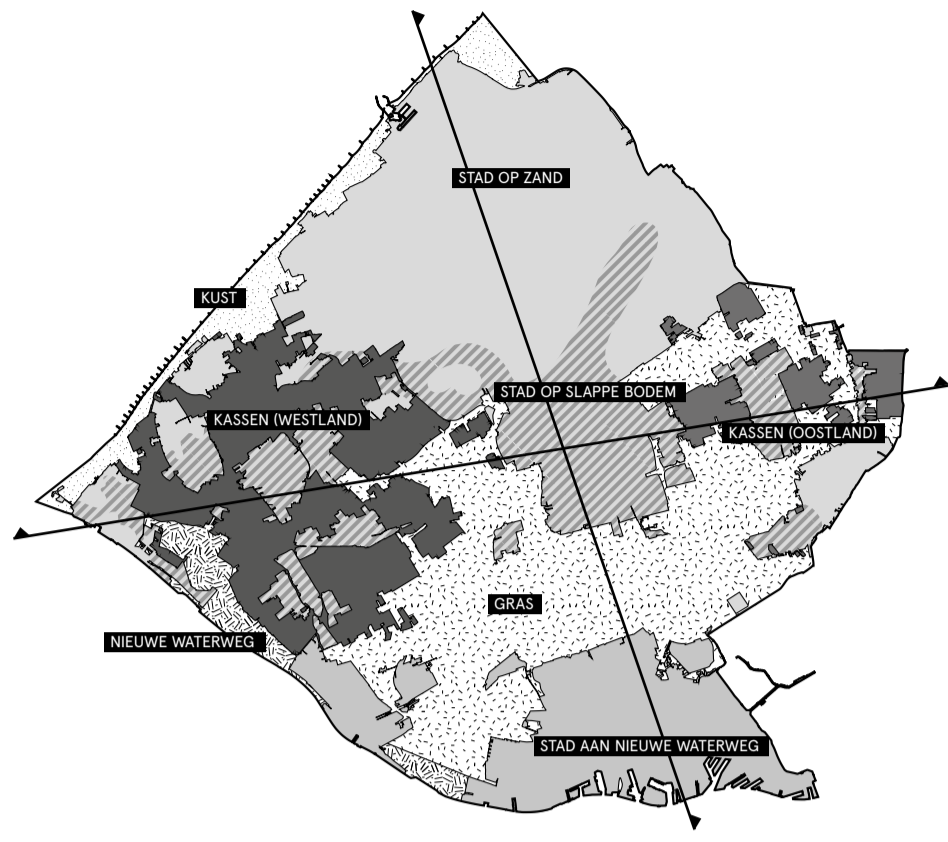 STAD OP ZAND
KUST
STAD OP SLAPPE BODEM
KASSEN (WESTLAND)
KASSEN (OOSTLAND)
GRAS
NIEUWE WATERWEG
STAD AAN NIEUWE WATERWEG